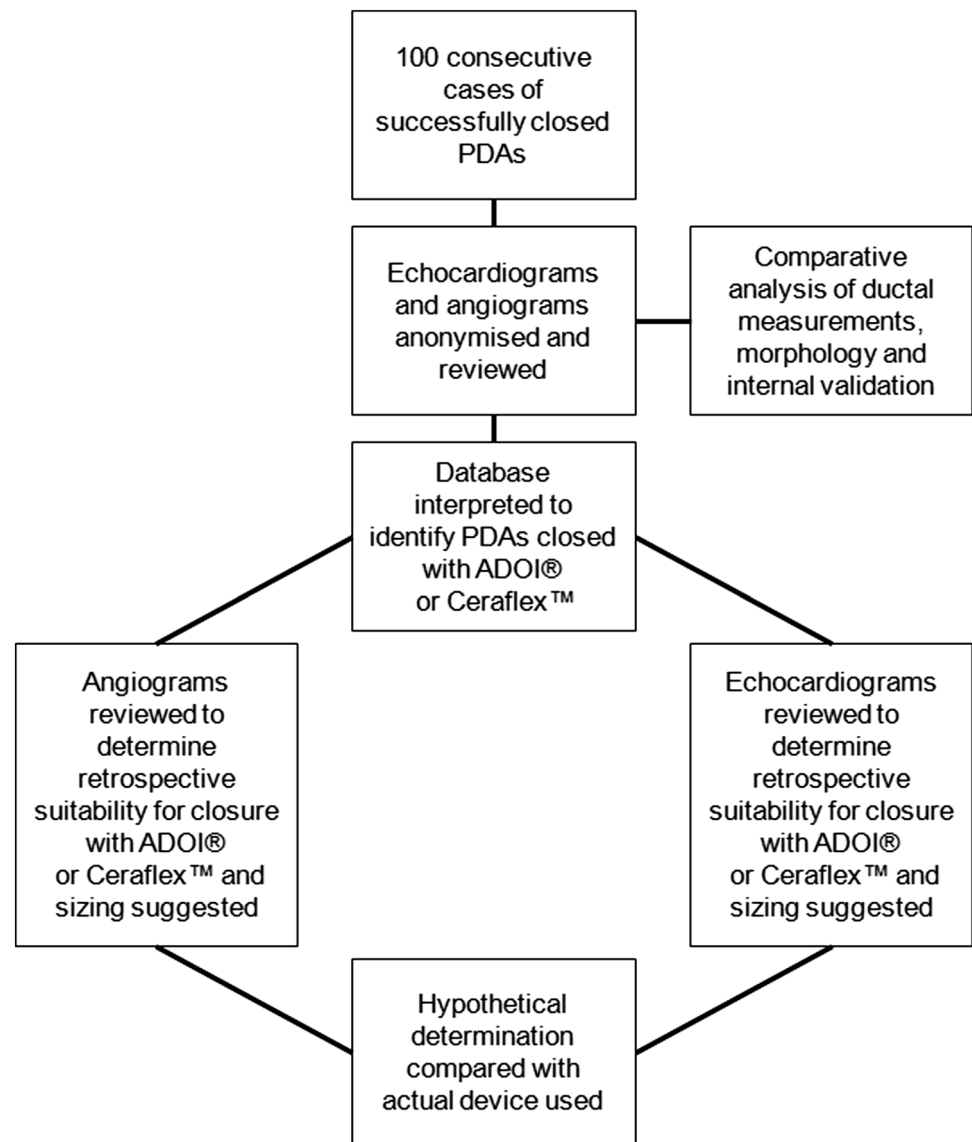 100 consecutive
cases of
successfully closed
PDAs
Echocardiograms
and angiograms
anonymised and
reviewed
Comparative
analysis of ductal
measurements,
morphology and
internal validation
Database
interpreted to
identify PDAs closed
with ADOI®
or Ceraflex™
Angiograms
reviewed to
determine
retrospective
suitability for closure
with ADOI®
or Ceraflex™ and
sizing suggested
Echocardiograms
reviewed to
determine
retrospective
suitability for closure
with ADOI®
or Ceraflex™ and
sizing suggested
Hypothetical
determination
compared with
actual device used